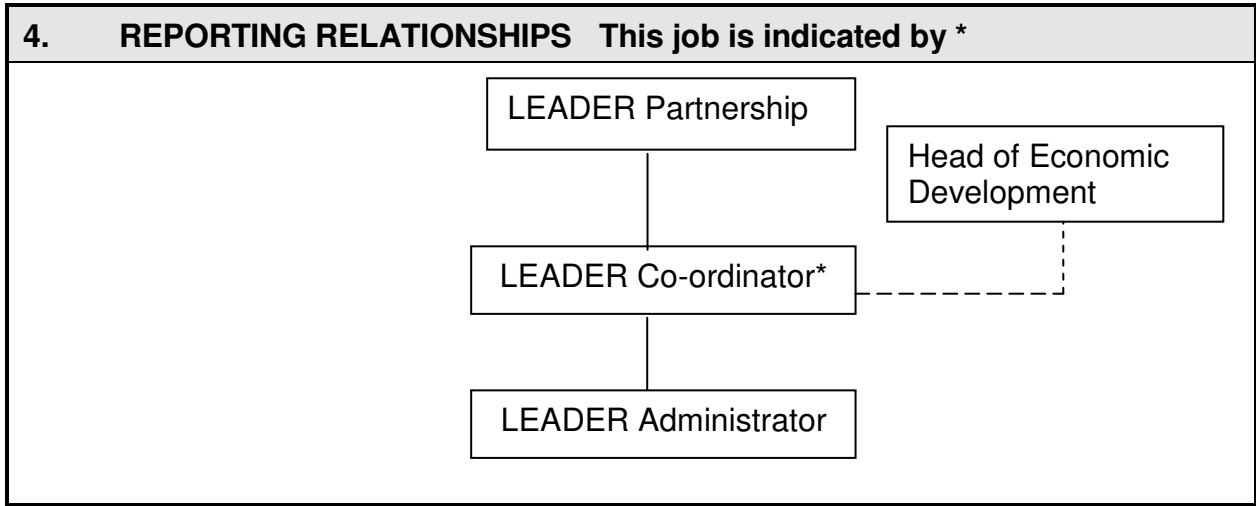 4. REPORTING RELATIONSHIPS This job is indicated by *
LEADER Partnership
Head of Economic
Development
LEADER Co-ordinator*
LEADER Administrator